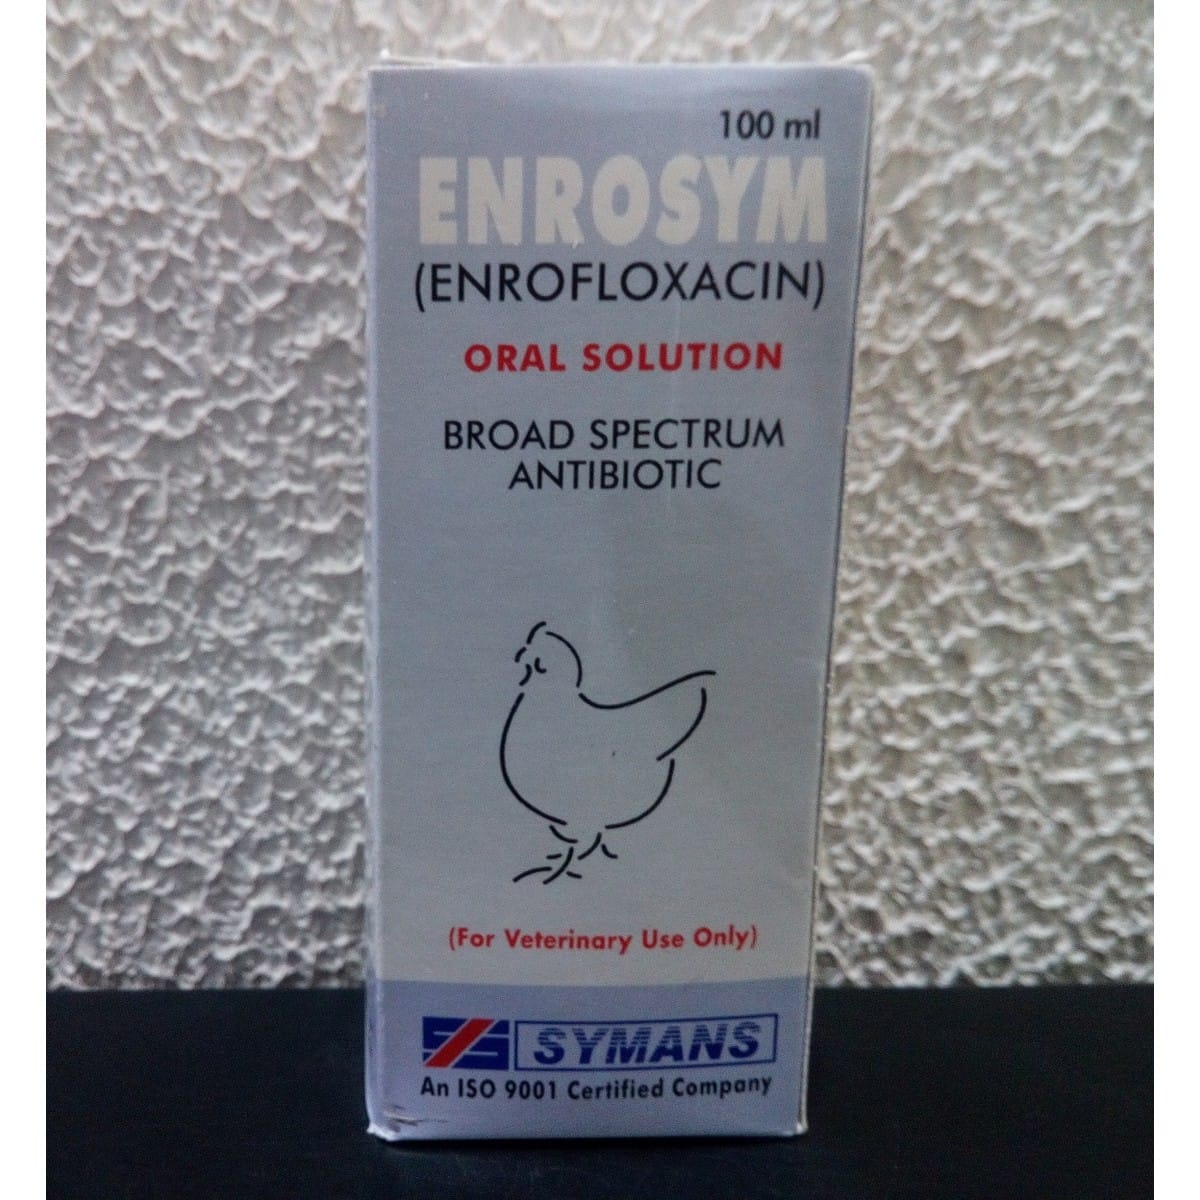 100 ml
ENROSYM
(ENROFLOXACIN)
ORAL SOLUTION
BROAD SPECTRUM
ANTIBIOTIC
(For Veterinary Use Only)
SYMANS
An ISO 9001 Certified Company